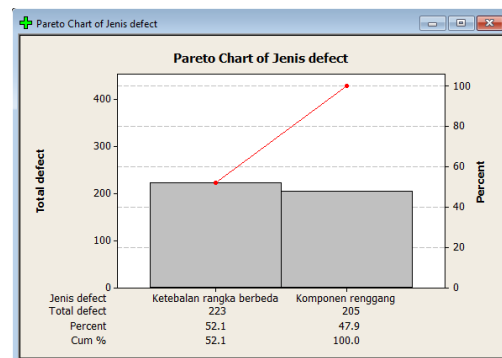 Pareto Chart of Jenis defect
Pareto Chart of Jenis defect
400
300
200
100
0
Total defect
100
80
60
40
20
0
Percent
Jenis defect Ketebalan rangka berbeda Komponen renggang
Total defect 223 205
Percent 52.1 47.9
Cum % 52.1 100.0